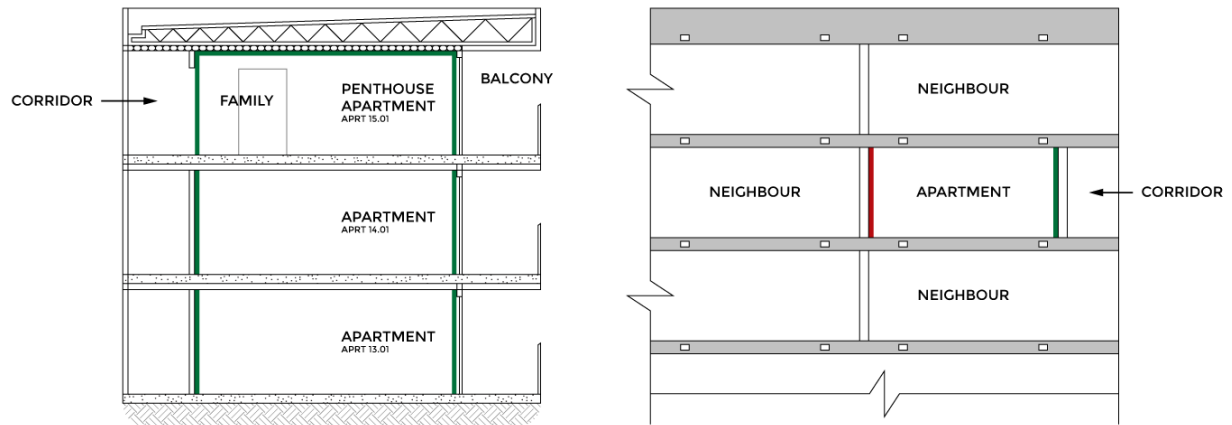 CORRIDOR
FAMILY
PENTHOUSE
APARTMENT
APRT 15.01
BALCONY
APARTMENT
APRT 14.01
APARTMENT
APRT 13.01
NEIGHBOUR
NEIGHBOUR
APARTMENT
CORRIDOR
NEIGHBOUR